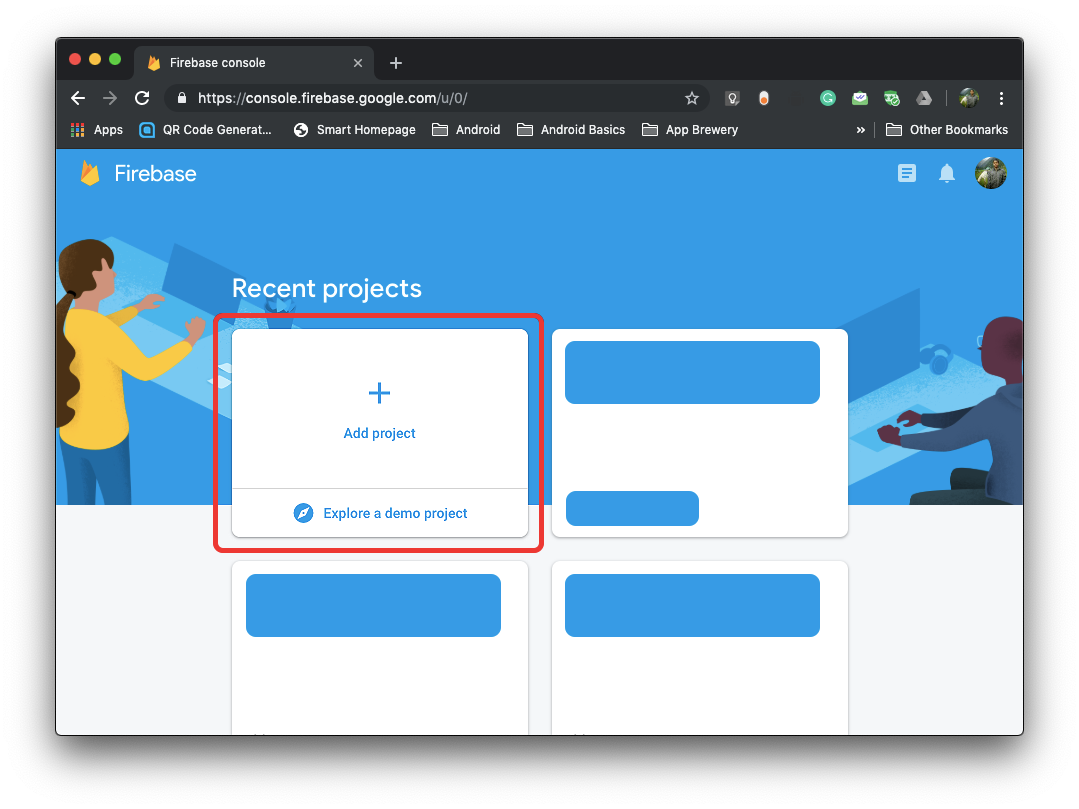 Firebase console
https://console.firebase.google.com/u/0/
Apps QR Code Generat... Smart Homepage Android Android Basics App Brewery » Other Bookmarks
Firebase
Recent projects
Add project
Explore a demo project